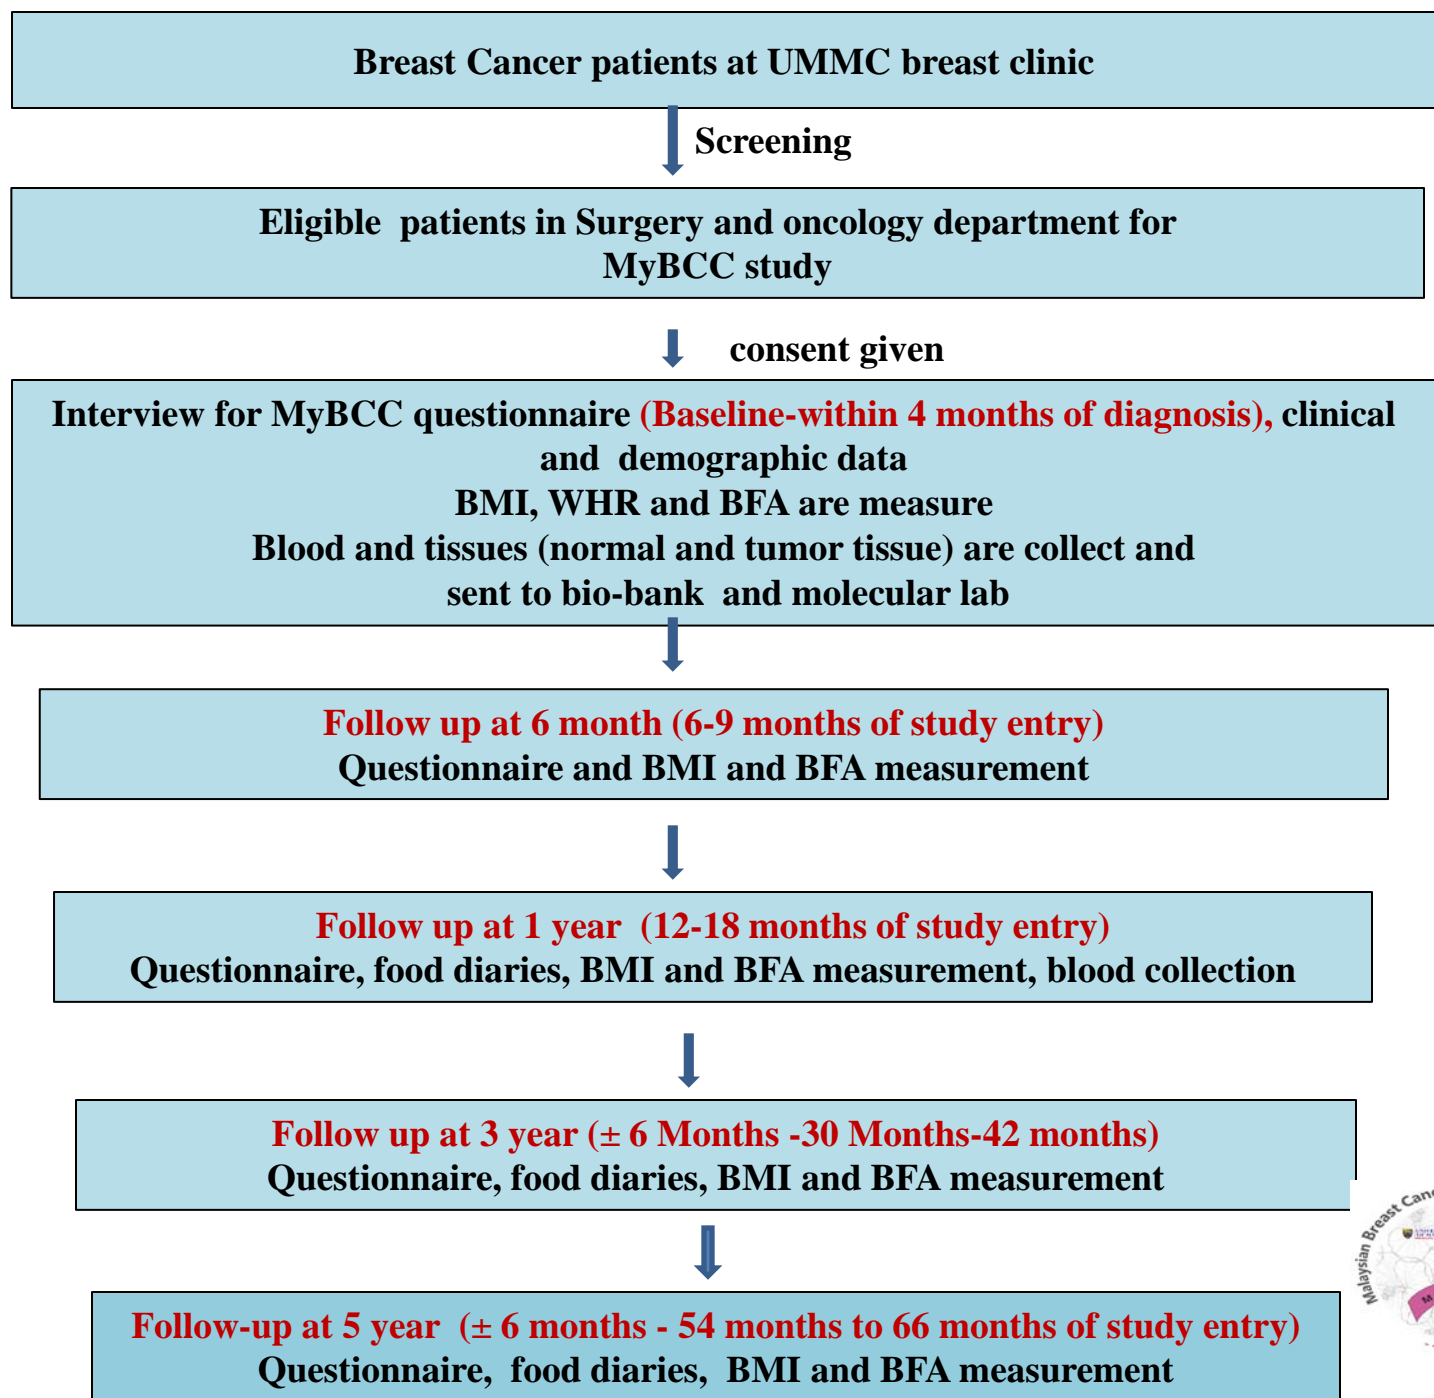 Breast Cancer patients at UMMC breast clinic
Screening
Eligible patients in Surgery and oncology department for
MyBCC study
consent given
Interview for MyBCC questionnaire (Baseline-within 4 months of diagnosis), clinical
and demographic data
BMI, WHR and BFA are measure
Blood and tissues (normal and tumor tissue) are collect and
sent to bio-bank and molecular lab
Follow up at 6 month (6-9 months of study entry)
Questionnaire and BMI and BFA measurement
Follow up at 1 year (12-18 months of study entry)
Questionnaire, food diaries, BMI and BFA measurement, blood collection
Follow up at 3 year (± 6 Months -30 Months-42 months)
Questionnaire, food diaries, BMI and BFA measurement
Malaysian Breast Canc
Follow-up at 5 year (± 6 months - 54 months to 66 months of study entry)
Questionnaire, food diaries, BMI and BFA measurement